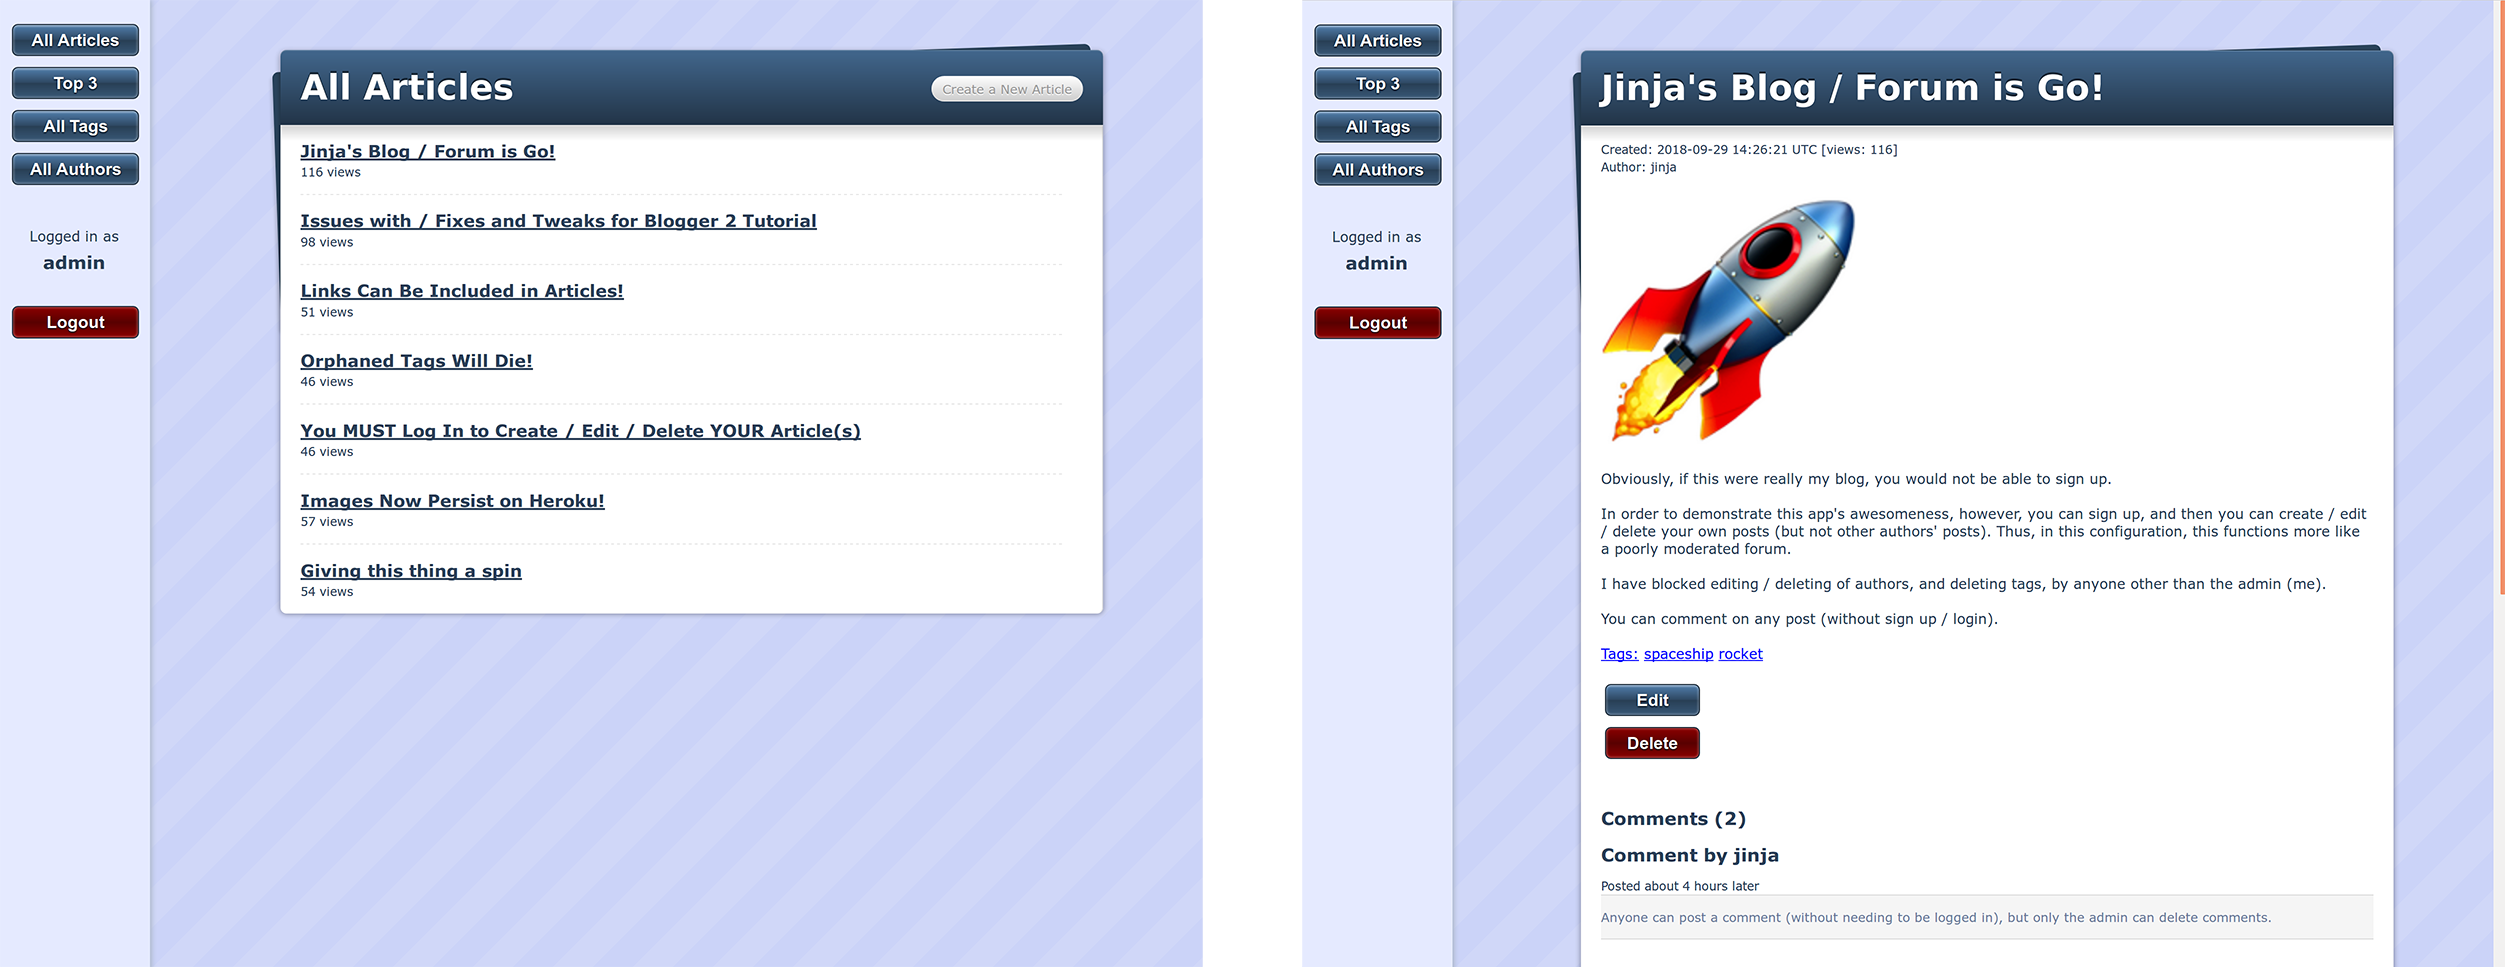 All Articles
Top 3
All Tags
All Authors
Logged in as
admin
Logout
All Articles
Create a New Article
Jinja's Blog / Forum is Go!
116 views
Issues with / Fixes and Tweaks for Blogger 2 Tutorial
98 views
Links Can Be Included in Articles!
51 views
Orphaned Tags Will Die!
46 views
You MUST Log In to Create / Edit / Delete YOUR Article(s)
46 views
Images Now Persist on Heroku!
57 views
Giving this thing a spin
54 views
All Articles
Top 3
All Tags
All Authors
Logged in as
admin
Logout
Jinja's Blog / Forum is Go!
Created: 2018-09-29 14:26:21 UTC [views: 116]
Author: jinja
Obviously, if this were really my blog, you would not be able to sign up.
In order to demonstrate this app's awesomeness, however, you can sign up, and then you can create / edit
/ delete your own posts (but not other authors' posts). Thus, in this configuration, this functions more like
a poorly moderated forum.
I have blocked editing / deleting of authors, and deleting tags, by anyone other than the admin (me).
You can comment on any post (without sign up / login).
Tags: spaceship rocket
Edit
Delete
Comments (2)
Comment by jinja
Posted about 4 hours later
Anyone can post a comment (without needing to be logged in), but only the admin can delete comments.